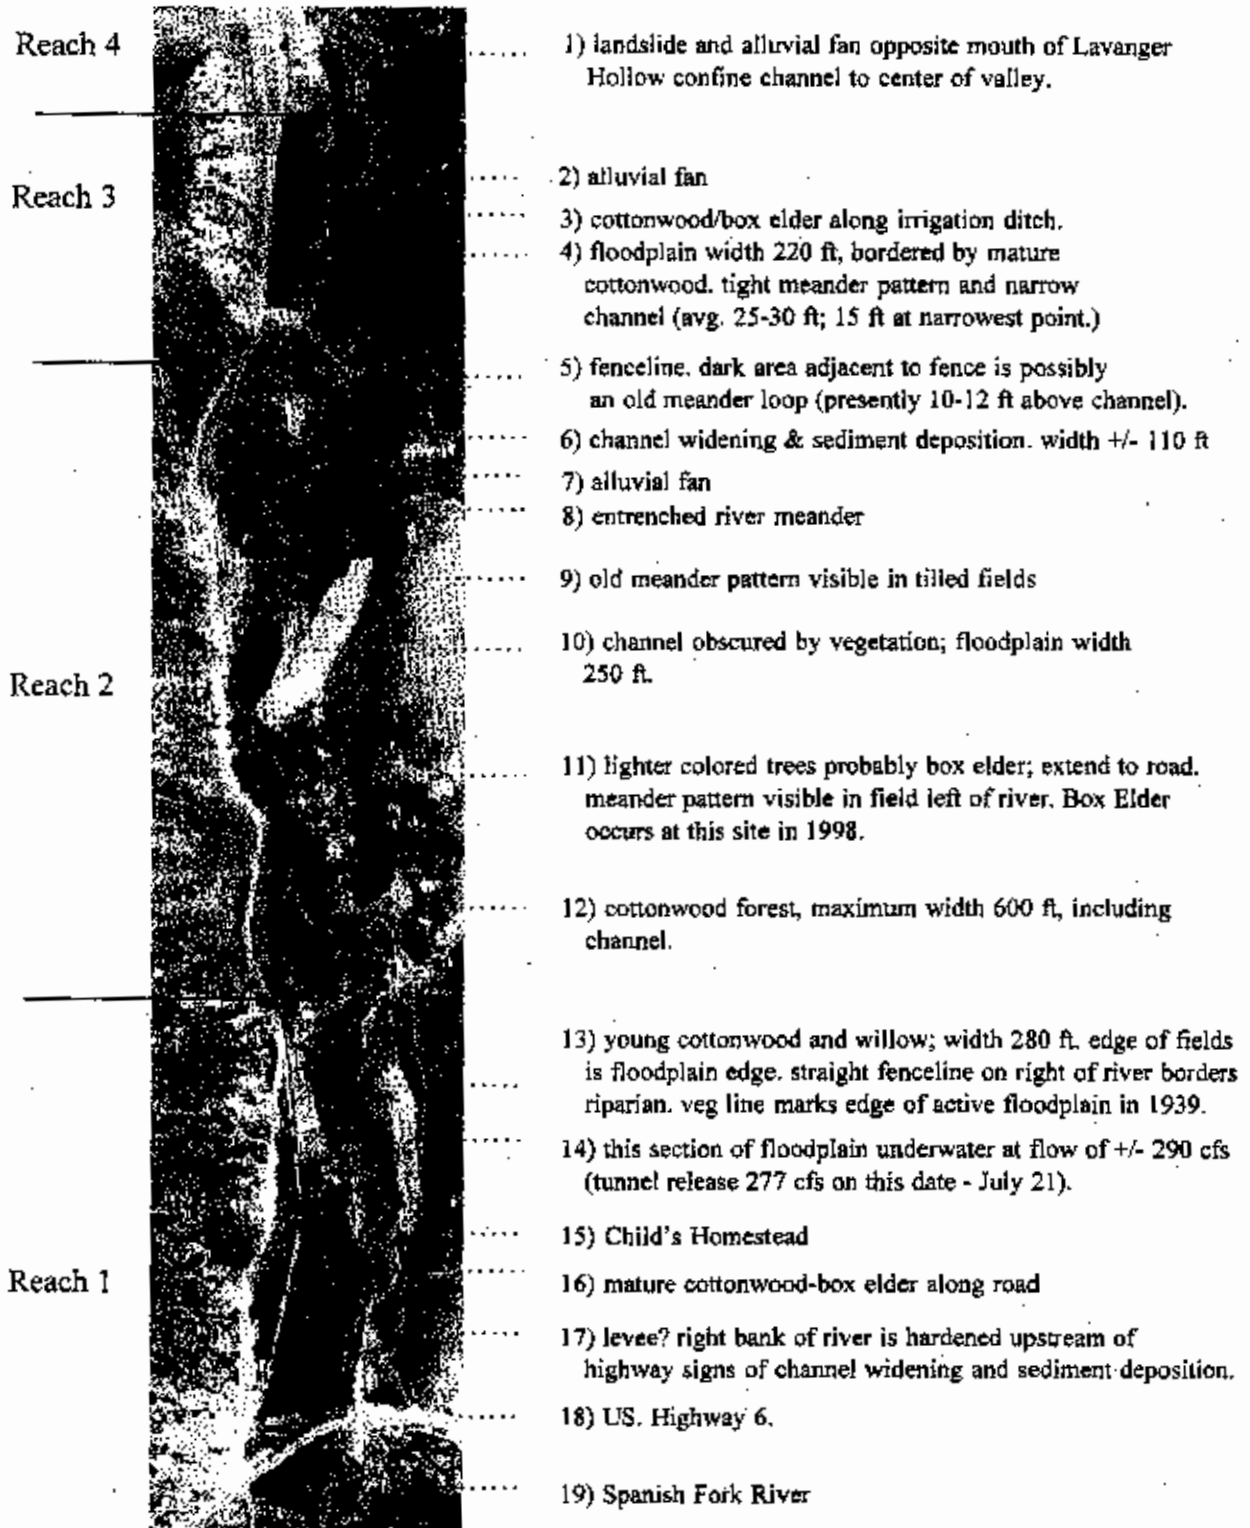 Reach 4
1) landslide and alluvial fan opposite mouth of Lavanger
Hollow confine channel to center of valley.
Reach 3
2) alluvial fan
3) cottonwood/box elder along irrigation ditch.
4) floodplain width 220 ft, bordered by mature
cottonwood. tight meander pattern and narrow
channel (avg. 25-30 ft; 15 ft at narrowest point.)
5) fenceline. dark area adjacent to fence is possibly
an old meander loop (presently 10-12 ft above channel).
6) channel widening & sediment deposition. width +/- 110 ft
7) alluvial fan
8) entrenched river meander
9) old meander pattern visible in tilled fields
10) channel obscured by vegetation; floodplain width
250 ft.
Reach 2
11) lighter colored trees probably box elder; extend to road.
meander pattern visible in field left of river. Box Elder
occurs at this site in 1998.
12) cottonwood forest, maximum width 600 ft, including
channel.
13) young cottonwood and willow; width 280 ft. edge of fields
is floodplain edge. straight fenceline on right of river borders
riparian. veg line marks edge of active floodplain in 1939.
14) this section of floodplain underwater at flow of +/- 290 cfs
(tunnel release 277 cfs on this date - July 21).
15) Child's Homestead
Reach 1
16) mature cottonwood-box elder along road
17) levee? right bank of river is hardened upstream of
highway signs of channel widening and sediment deposition.
18) US. Highway 6.
19) Spanish Fork River